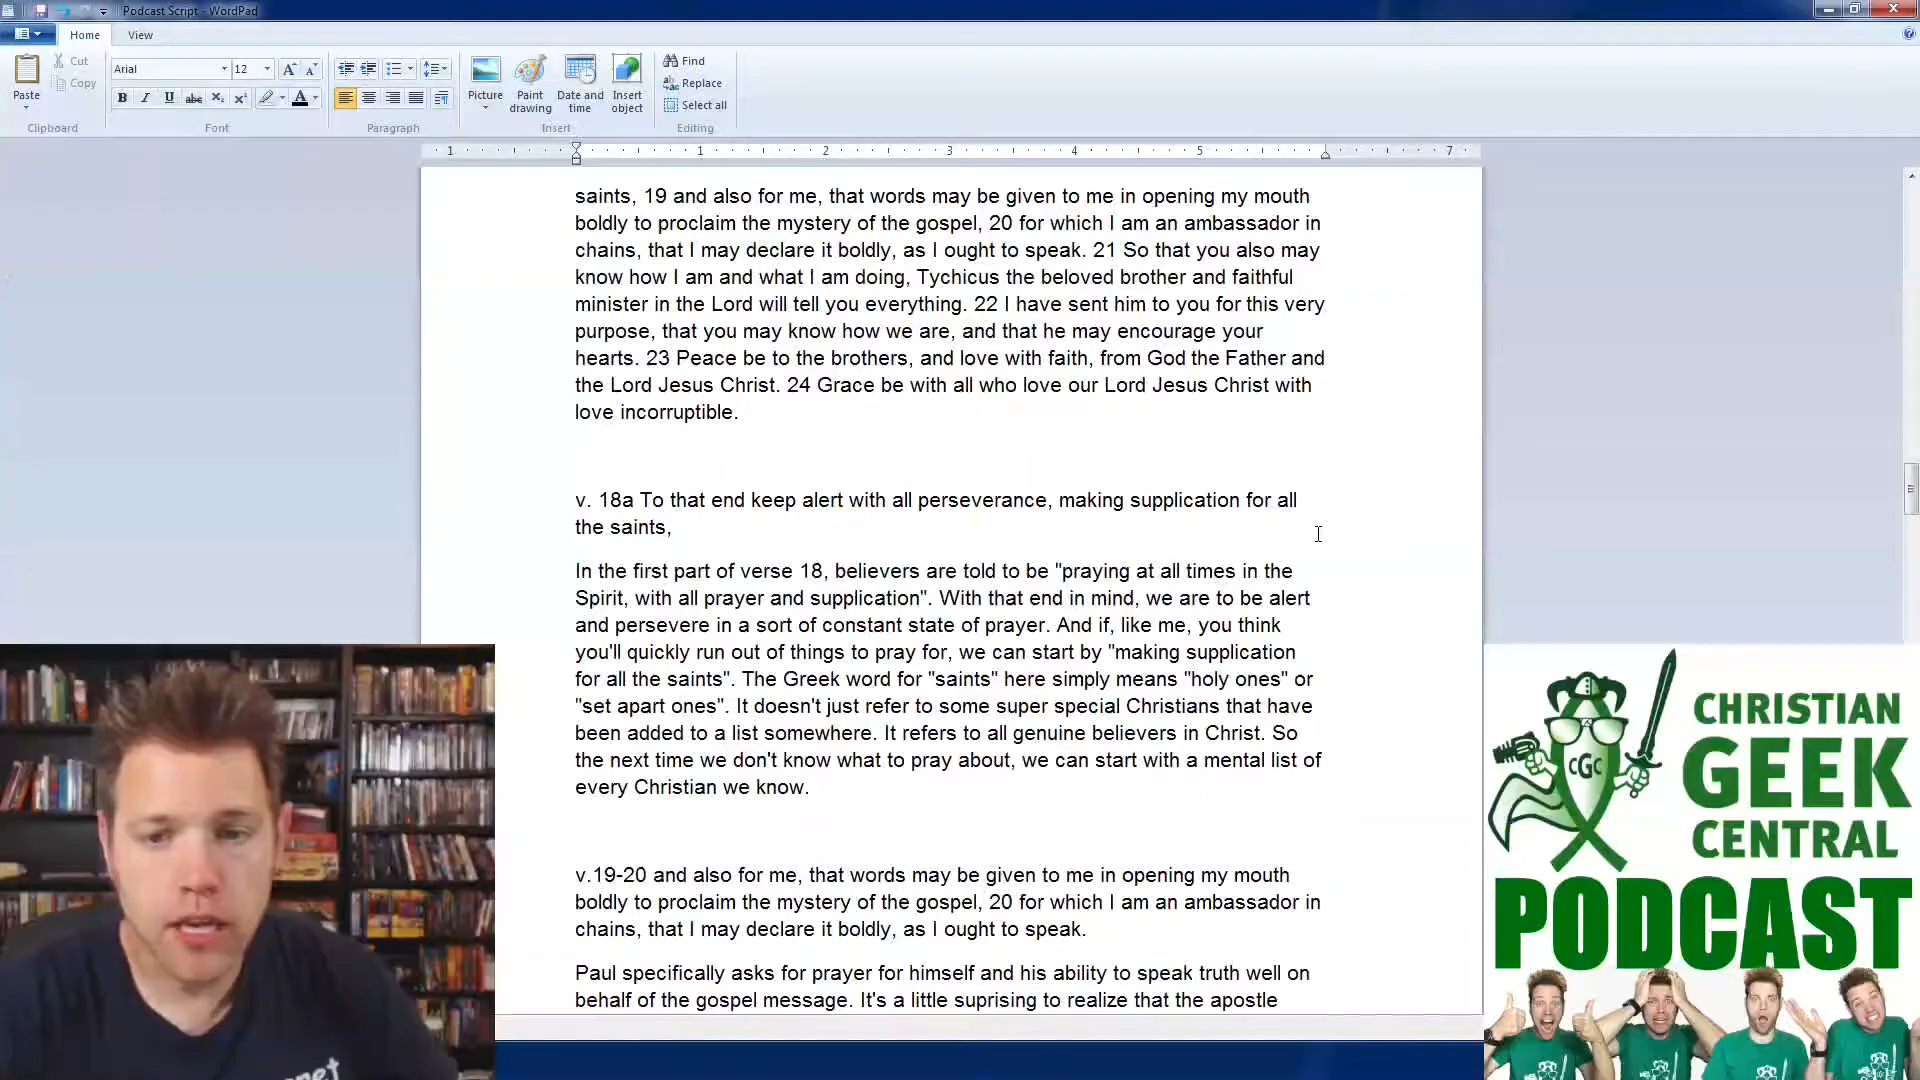 Podcast Script - WordPad
Home
View
Paste
Cut
Copy
Clipboard
Arial
12
Font
Paragraph
Picture
Paint drawing
Date and time
Insert object
Insert
Find
Replace
Select all
Editing
1 1 2 3 4 5 7
saints, 19 and also for me, that words may be given to me in opening my mouth
boldly to proclaim the mystery of the gospel, 20 for which I am an ambassador in
chains, that I may declare it boldly, as I ought to speak. 21 So that you also may
know how I am and what I am doing, Tychicus the beloved brother and faithful
minister in the Lord will tell you everything. 22 I have sent him to you for this very
purpose, that you may know how we are, and that he may encourage your
hearts. 23 Peace be to the brothers, and love with faith, from God the Father and
the Lord Jesus Christ. 24 Grace be with all who love our Lord Jesus Christ with
love incorruptible.
v. 18a To that end keep alert with all perseverance, making supplication for all
the saints,
In the first part of verse 18, believers are told to be "praying at all times in the
Spirit, with all prayer and supplication". With that end in mind, we are to be alert
and persevere in a sort of constant state of prayer. And if, like me, you think
you'll quickly run out of things to pray for, we can start by "making supplication
for all the saints". The Greek word for "saints" here simply means "holy ones" or
"set apart ones". It doesn't just refer to some super special Christians that have
been added to a list somewhere. It refers to all genuine believers in Christ. So
the next time we don't know what to pray about, we can start with a mental list of
every Christian we know.
v.19-20 and also for me, that words may be given to me in opening my mouth
boldly to proclaim the mystery of the gospel, 20 for which I am an ambassador in
chains, that I may declare it boldly, as I ought to speak.
Paul specifically asks for prayer for himself and his ability to speak truth well on
behalf of the gospel message. It's a little suprising to realize that the apostle
CGC
CHRISTIAN
GEEK
CENTRAL
PODCAST